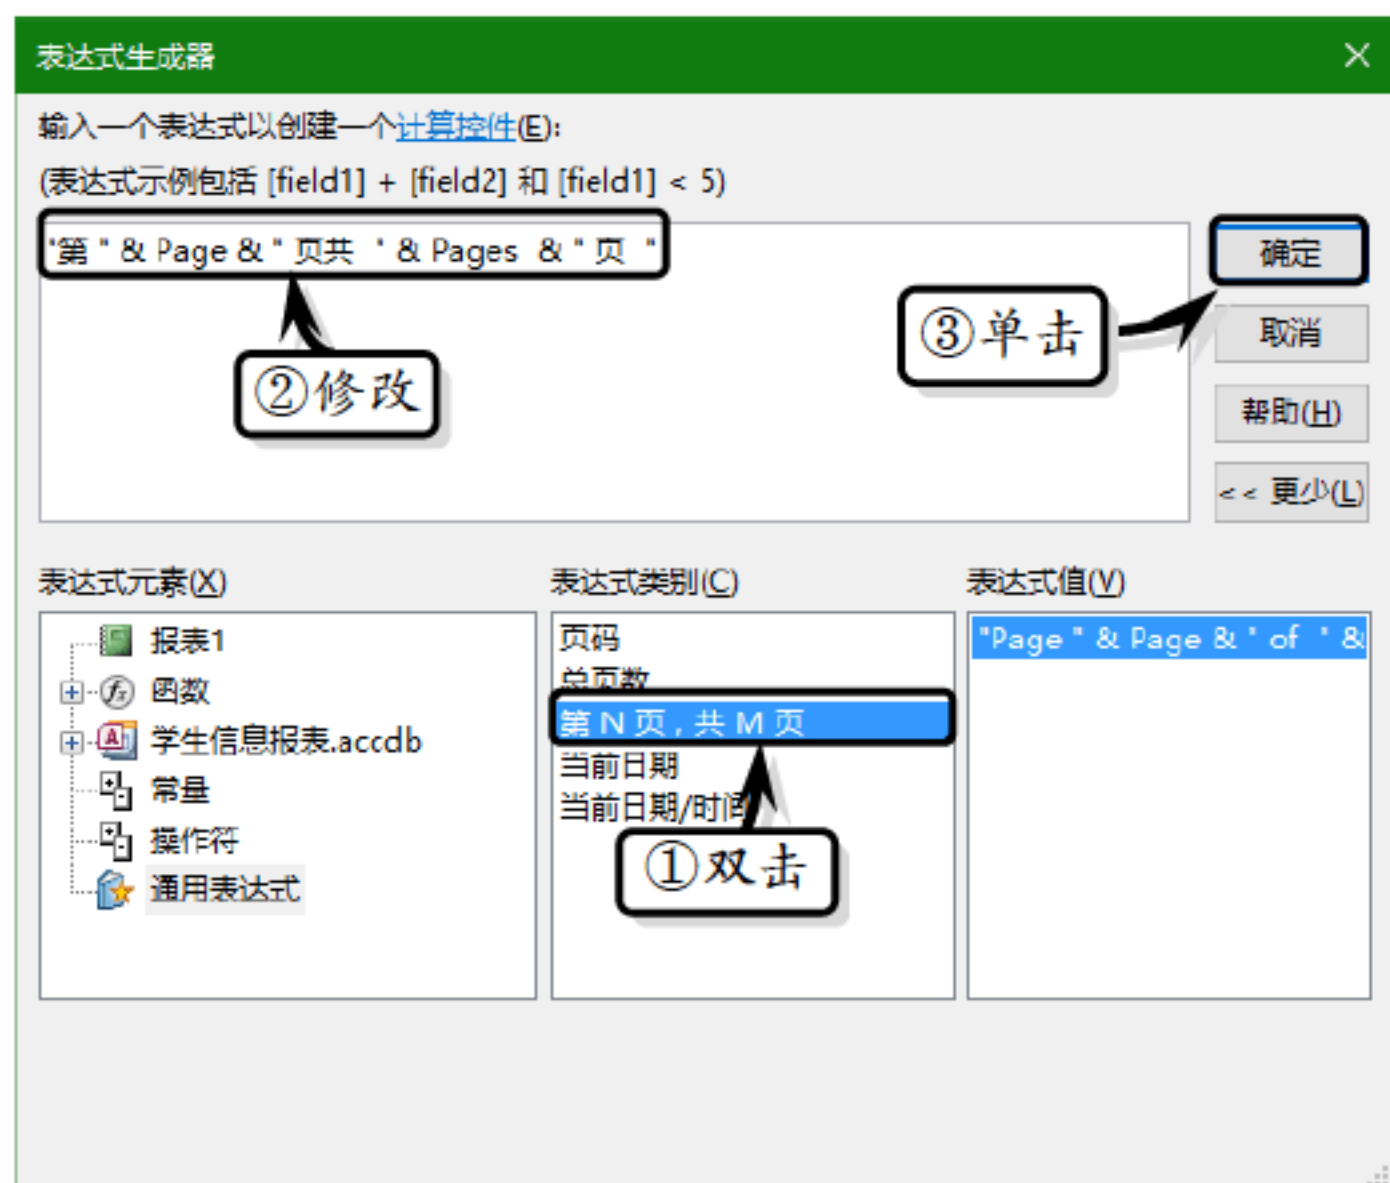 表达式生成器
输入一个表达式以创建一个计算控件(E):
(表达式示例包括 [field1] + [field2] 和 [field1] < 5)
"第 " & Page & " 页共 " & Pages & " 页 "
确定
③单击
取消
②修改
帮助(H)
<< 更少(L)
表达式元素(X)
表达式类别(C)
表达式值(V)
报表1
函数
学生信息报表.accdb
常量
操作符
通用表达式
页码
总页数
第 N 页, 共 M 页
当前日期
当前日期/时间
①双击
"Page " & Page & " of " &